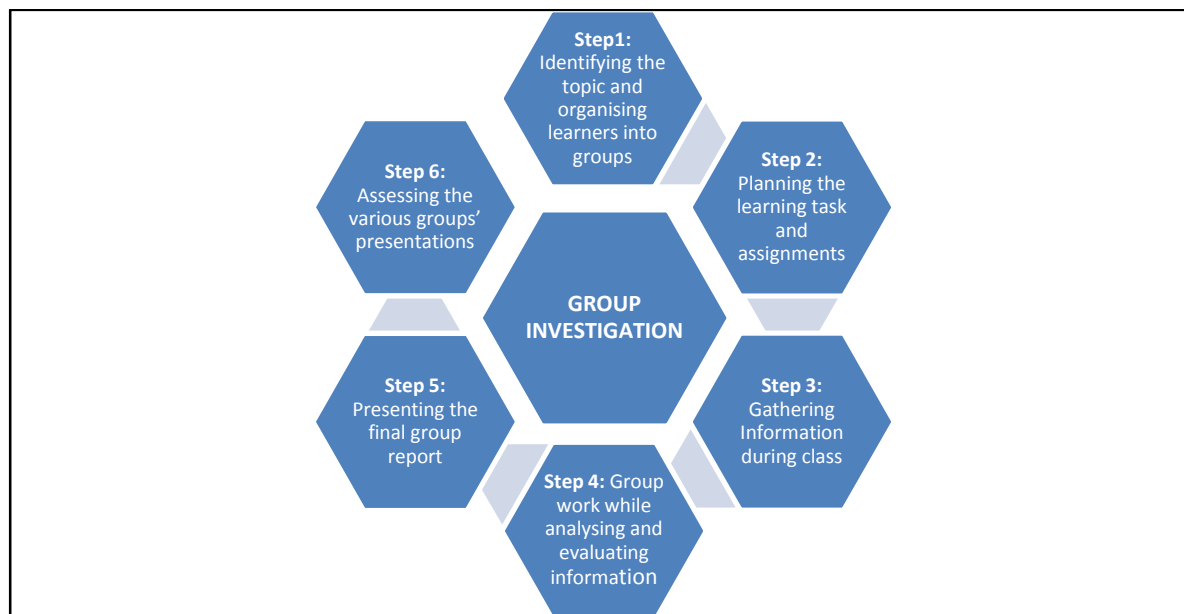 Step1:
Identifying the
topic and
organising
learners into
groups
Step 2:
Planning the
learning task
and
assignments
Step 3:
Gathering
Information
during class
Step 4: Group
work while
analysing and
evaluating
information
Step 5:
Presenting the
final group
report
Step 6:
Assessing the
various groups’
presentations
GROUP
INVESTIGATION